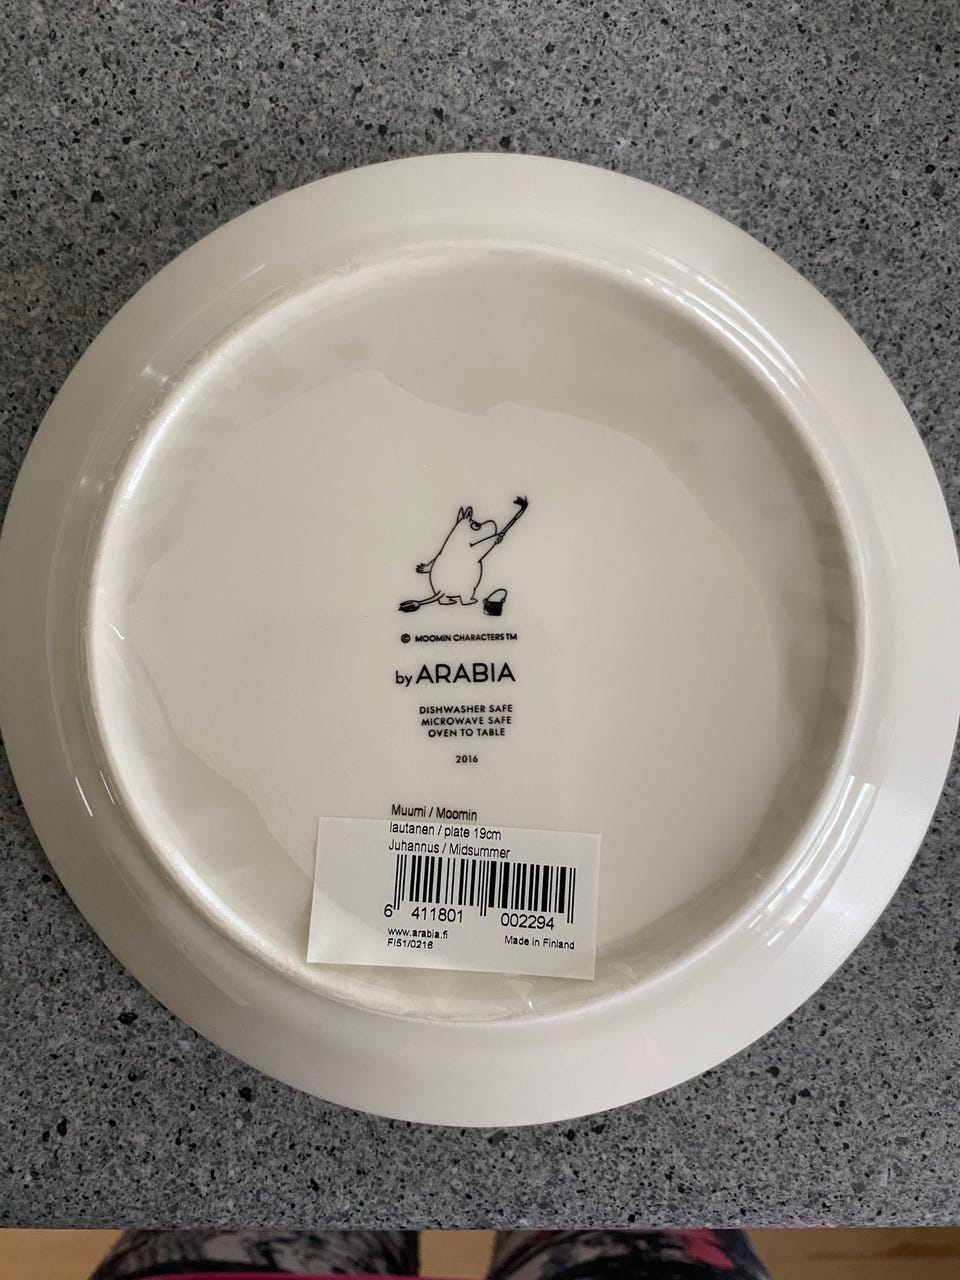 © MOOMIN CHARACTERS TM
by ARABIA
DISHWASHER SAFE
MICROWAVE SAFE
OVEN TO TABLE
2016
Muumi / Moomin
lautanen / plate 19cm
Juhannus / Midsummer
6 411801 002294
www.arabia.fi Made in Finland
FI51/0216